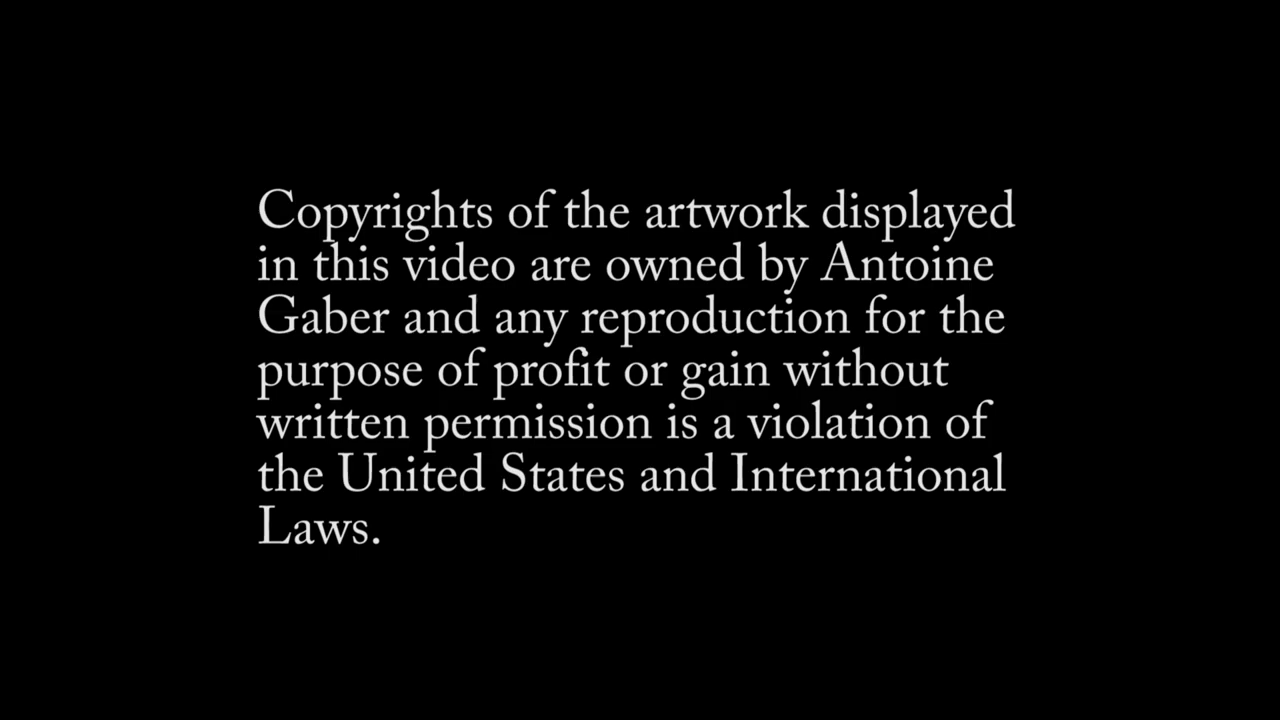 Copyrights of the artwork displayed
in this video are owned by Antoine
Gaber and any reproduction for the
purpose of profit or gain without
written permission is a violation of
the United States and International
Laws.